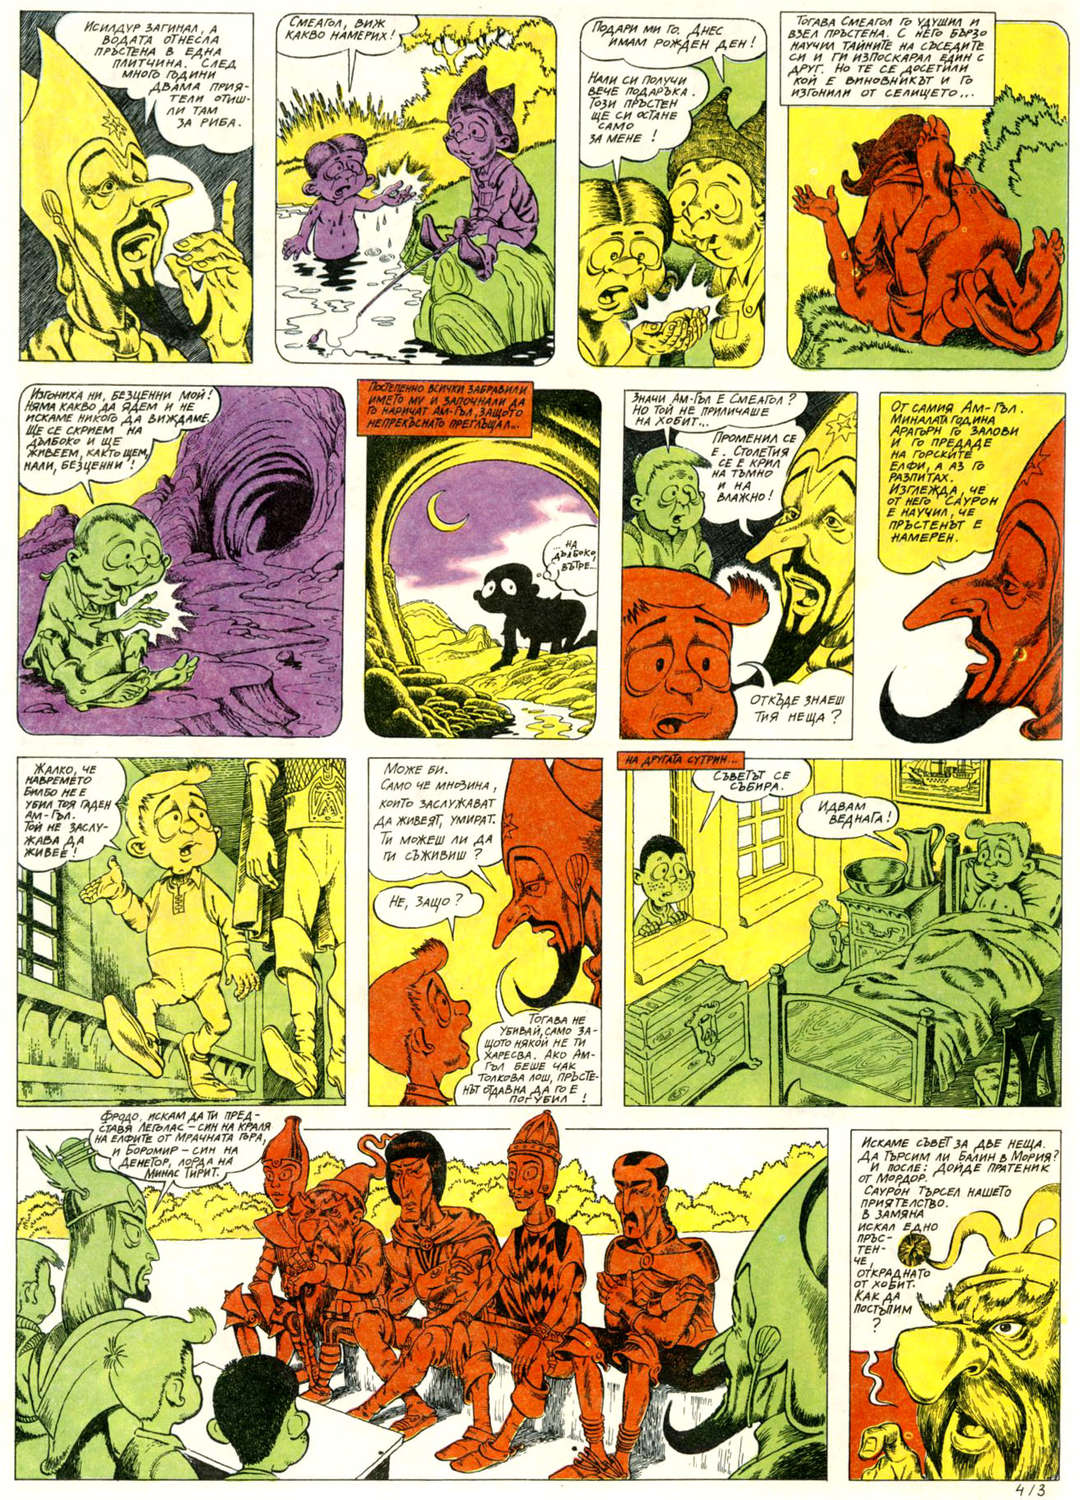 ИСИЛДУР ЗАГИНАЛ, А
ВОДАТА ОТНЕСЛА
ПРЪСТЕНА В ЕДНА
ПЛИТЧИНА. СЛЕД
МНОГО ГОДИНИ
ДВАМА ПРИЯ-
ТЕЛИ ОТИШ-
ЛИ ТАМ
ЗА РИБА.
СМЕАГОЛ, ВИЖ
КАКВО НАМЕРИХ!
ПОДАРИ МИ ГО. ДНЕС
ИМАМ РОЖДЕН ДЕН!
НАЛИ СИ ПОЛУЧИ
ВЕЧЕ ПОДАРЪКА.
ТОЗИ ПРЪСТЕН
ЩЕ СИ ОСТАНЕ
САМО
ЗА МЕНЕ!
ТОГАВА СМЕАГОЛ ГО УДУШИЛ И
ВЗЕЛ ПРЪСТЕНА. С НЕГО БЪРЗО
НАУЧИЛ ТАЙНИТЕ НА СЪСЕДИТЕ
СИ И ГИ ИЗПОСКАРАЛ ЕДИН С
ДРУГ. НО ТЕ СЕ ДОСЕТИЛИ
КОЙ Е ВИНОВНИКЪТ И ГО
ИЗГОНИЛИ ОТ СЕЛИЩЕТО...
ИЗГОНИХА НИ, БЕЗЦЕННИ МОЙ!
НЯМА КАКВО ДА ЯДЕМ И НЕ
ИСКАМЕ НИКОГО ДА ВИЖДАМЕ.
ЩЕ СЕ СКРИЕМ НА
ДЪЛБОКО И ЩЕ
ЖИВЕЕМ, КАКТО ЩЕМ,
НАЛИ, БЕЗЦЕННИ!
ПОСТЕПЕННО ВСИЧКИ ЗАБРАВИЛИ
ИМЕТО МУ И ЗАПОЧНАЛИ ДА
ГО НАРИЧАТ АМ-ГЪЛ, ЗАЩОТО
НЕПРЕКЪСНАТО ПРЕГЛЪЩАЛ...
...НА
ДЪЛБОКО,
ВЪТРЕ...
ЗНАЧИ АМ-ГЪЛ Е СМЕАГОЛ?
НО ТОЙ НЕ ПРИЛИЧАШЕ
НА ХОБИТ...
ПРОМЕНИЛ СЕ
Е. СТОЛЕТИЯ
СЕ Е КРИЛ
НА ТЪМНО
И НА
ВЛАЖНО!
ОТКЪДЕ ЗНАЕШ
ТИЯ НЕЩА?
ОТ САМИЯ АМ-ГЪЛ.
МИНАЛАТА ГОДИНА
АРАГОРН ГО ЗАЛОВИ
И ГО ПРЕДАДЕ
НА ГОРСКИТЕ
ЕЛФИ, А АЗ ГО
РАЗПИТАХ.
ИЗГЛЕЖДА, ЧЕ
ОТ НЕГО САУРОН
Е НАУЧИЛ, ЧЕ
ПРЪСТЕНЪТ Е
НАМЕРЕН.
ЖАЛКО, ЧЕ
НАВРЕМЕТО
БИЛБО НЕ Е
УБИЛ ТОЯ ГАДЕН
АМ-ГЪЛ.
ТОЙ НЕ ЗАСЛУ-
ЖАВА ДА
ЖИВЕЕ!
МОЖЕ БИ.
САМО ЧЕ МНОЗИНА,
КОИТО ЗАСЛУЖАВАТ
ДА ЖИВЕЯТ, УМИРАТ.
ТИ МОЖЕШ ЛИ ДА
ГИ СЪЖИВИШ?
НЕ, ЗАЩО?
ТОГАВА НЕ
УБИВАЙ, САМО ЗА-
ЩОТО НЯКОЙ НЕ ТИ
ХАРЕСВА. АКО АМ-
ГЪЛ БЕШЕ ЧАК
ТОЛКОВА ЛОШ, ПРЪСТЕ-
НЪТ ОТДАВНА ДА ГО Е
ПОГУБИЛ!
НА ДРУГАТА СУТРИН...
СЪВЕТЪТ СЕ
СЪБИРА.
ИДВАМ
ВЕДНАГА!
ФРОДО, ИСКАМ ДА ТИ ПРЕД-
СТАВЯ ЛЕГОЛАС - СИН НА КРАЛЯ
НА ЕЛФИТЕ ОТ МРАЧНАТА ГОРА,
И БОРОМИР - СИН НА
ДЕНЕТОР, ЛОРДА НА
МИНАС ТИРИТ.
ИСКАМЕ СЪВЕТ ЗА ДВЕ НЕЩА.
ДА ТЪРСИМ ЛИ БАЛИН В МОРИЯ?
И ПОСЛЕ: ДОЙДЕ ПРАТЕНИК
ОТ МОРДОР.
САУРОН ТЪРСЕЛ НАШЕТО
ПРИЯТЕЛСТВО.
В ЗАМЯНА
ИСКАЛ ЕДНО
ПРЪС-
ТЕН-
ЧЕ,
ОТКРАДНАТО
ОТ ХОБИТ.
КАК ДА
ПОСТЪПИМ
?
4/3